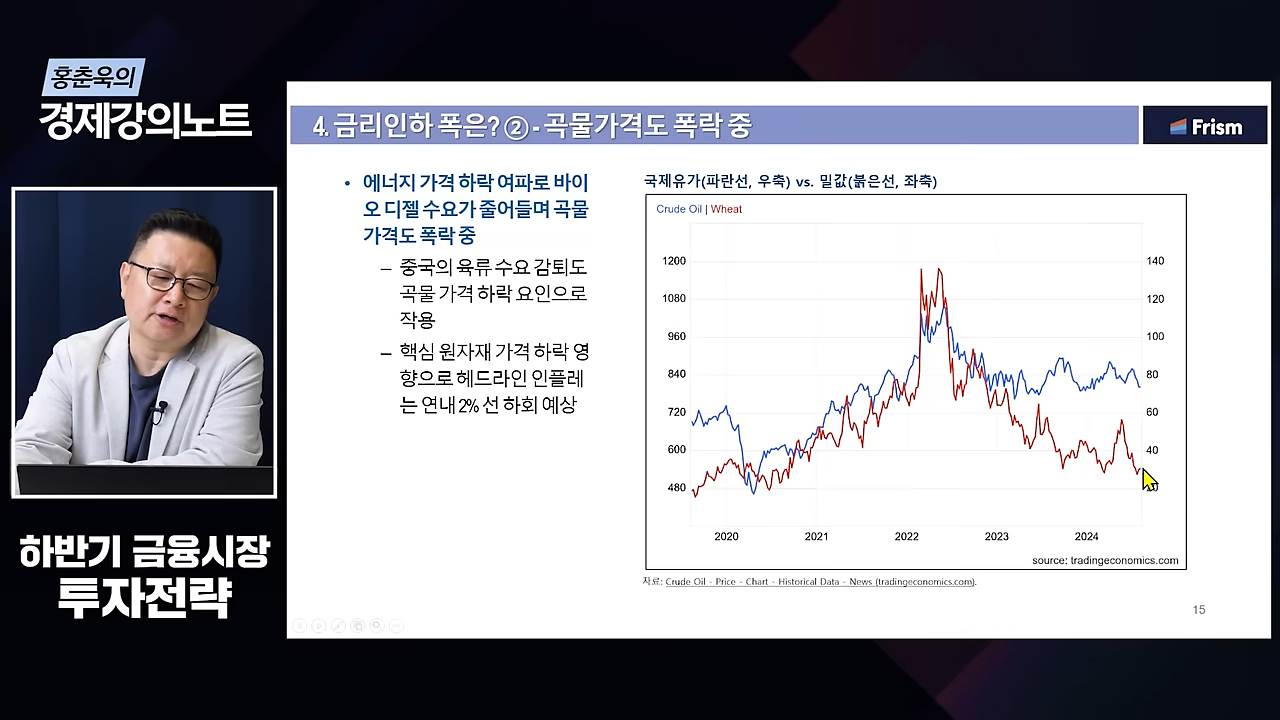 홍춘욱의
경제강의노트
하반기 금융시장
투자전략
4. 금리인하 폭은? ② - 곡물가격도 폭락 중
Frism
• 에너지 가격 하락 여파로 바이
오 디젤 수요가 줄어들며 곡물
가격도 폭락 중
– 중국의 육류 수요 감퇴도
곡물 가격 하락 요인으로
작용
– 핵심 원자재 가격 하락 영
향으로 헤드라인 인플레
는 연내 2% 선 하회 예상
국제유가(파란선, 우축) vs. 밀값(붉은선, 좌축)
Crude Oil | Wheat
1200
1080
960
840
720
600
480
140
120
100
80
60
40
2020 2021 2022 2023 2024
source: tradingeconomics.com
자료: Crude Oil - Price - Chart - Historical Data - News (tradingeconomics.com).
15